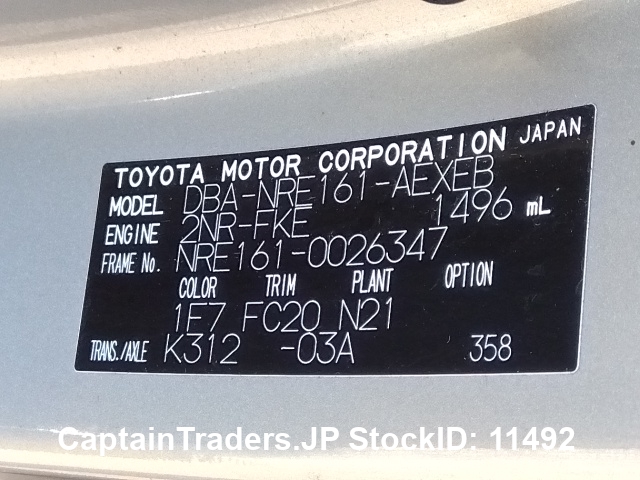 TOYOTA MOTOR CORPORATION JAPAN
MODEL DBA-NRE161-AEXEB
ENGINE 2NR-FKE 1496 mL
FRAME No. NRE161-0026347
COLOR TRIM PLANT OPTION
1F7 FC20 N21
TRANS./AXLE K312 -03A 358
CaptainTraders.JP StockID: 11492